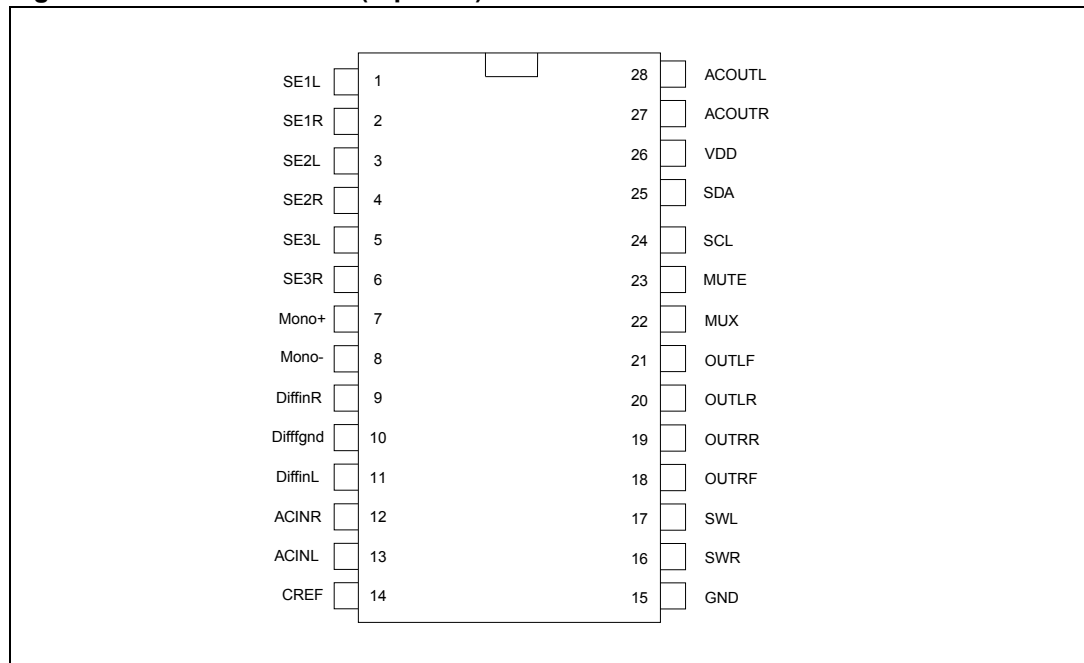 SE1L 1 28 ACOUTL
SE1R 2 27 ACOUTR
SE2L 3 26 VDD
SE2R 4 25 SDA
SE3L 5 24 SCL
SE3R 6 23 MUTE
Mono+ 7 22 MUX
Mono- 8 21 OUTLF
DiffinR 9 20 OUTLR
Difffgnd 10 19 OUTRR
DiffinL 11 18 OUTRF
ACINR 12 17 SWL
ACINL 13 16 SWR
CREF 14 15 GND